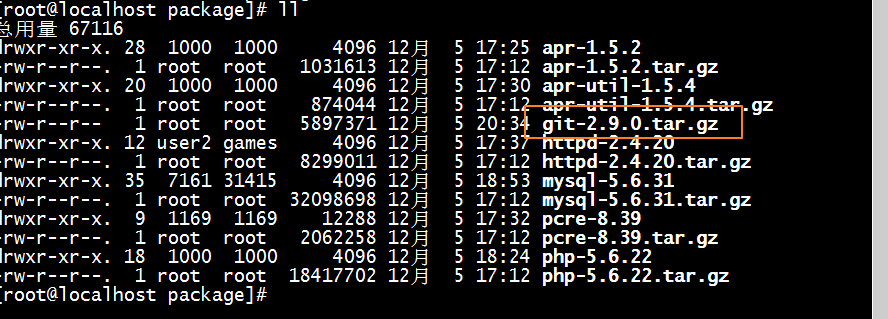 [root@localhost package]# ll
总用量 67116
drwxr-xr-x. 28  1000  1000     4096 12月  5 17:25 apr-1.5.2
-rw-r--r--.  1 root  root   1031613 12月  5 17:12 apr-1.5.2.tar.gz
drwxr-xr-x. 20  1000  1000     4096 12月  5 17:30 apr-util-1.5.4
-rw-r--r--.  1 root  root    874044 12月  5 17:12 apr-util-1.5.4.tar.gz
-rw-r--r--   1 root  root   5897371 12月  5 20:34 git-2.9.0.tar.gz
drwxr-xr-x. 12 user2 games     4096 12月  5 17:37 httpd-2.4.20
-rw-r--r--.  1 root  root   8299011 12月  5 17:12 httpd-2.4.20.tar.gz
drwxr-xr-x. 35  7161 31415     4096 12月  5 18:53 mysql-5.6.31
-rw-r--r--.  1 root  root  32098698 12月  5 17:12 mysql-5.6.31.tar.gz
drwxr-xr-x.  9  1169  1169    12288 12月  5 17:32 pcre-8.39
-rw-r--r--.  1 root  root   2062258 12月  5 17:12 pcre-8.39.tar.gz
drwxr-xr-x. 18  1000  1000     4096 12月  5 18:24 php-5.6.22
-rw-r--r--.  1 root  root  18417702 12月  5 17:12 php-5.6.22.tar.gz
[root@localhost package]#